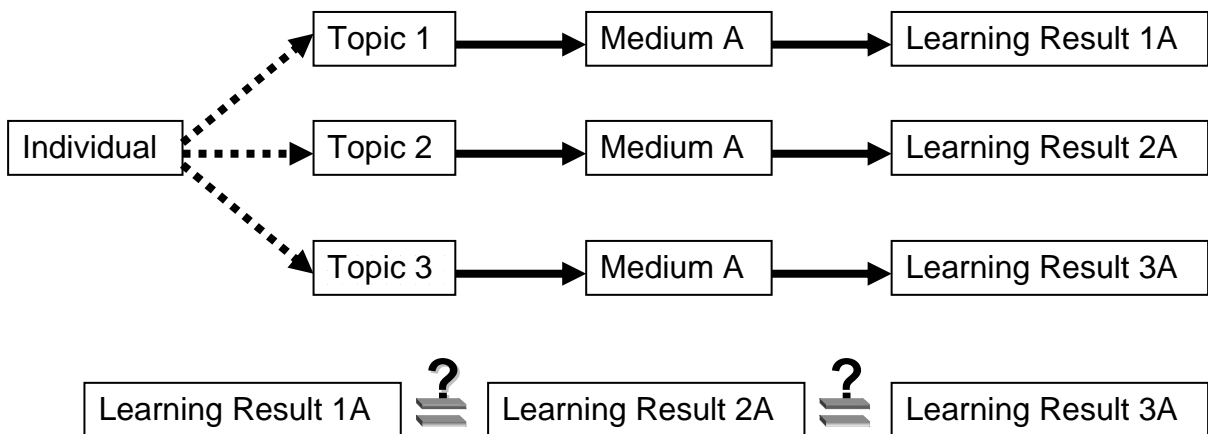 Topic 1 Medium A Learning Result 1A
Individual Topic 2 Medium A Learning Result 2A
Topic 3 Medium A Learning Result 3A
? ?
Learning Result 1A = Learning Result 2A = Learning Result 3A